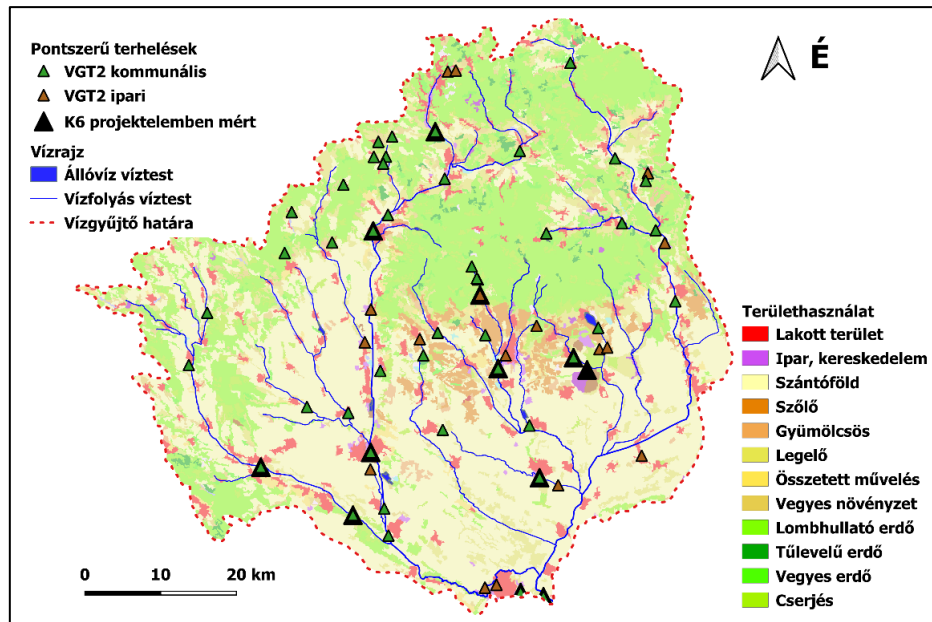 Pontszerű terhelések
VGT2 kommunális
VGT2 ipari
K6 projektelemben mért
Vízrajz
Állóvíz víztest
Vízfolyás víztest
Vízgyűjtő határa
É
Területhasználat
Lakott terület
Ipar, kereskedelem
Szántóföld
Szőlő
Gyümölcsös
Legelő
Összetett művelés
Vegyes növényzet
Lombhullató erdő
Tűlevelű erdő
Vegyes erdő
Cserjés
0 10 20 km